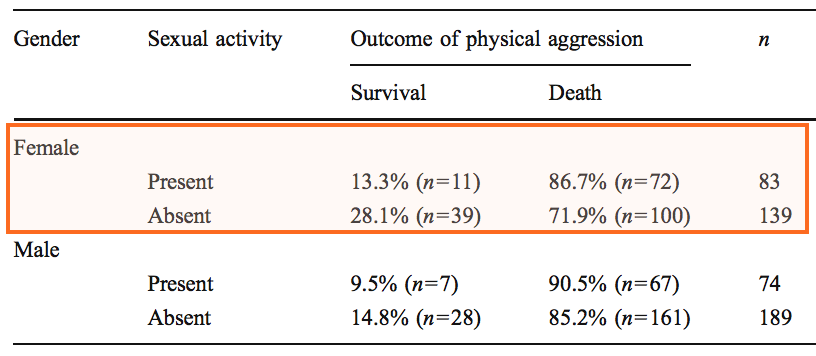 Gender Sexual activity Outcome of physical aggression n
Survival Death
Female
Present 13.3% (n=11) 86.7% (n=72) 83
Absent 28.1% (n=39) 71.9% (n=100) 139
Male
Present 9.5% (n=7) 90.5% (n=67) 74
Absent 14.8% (n=28) 85.2% (n=161) 189